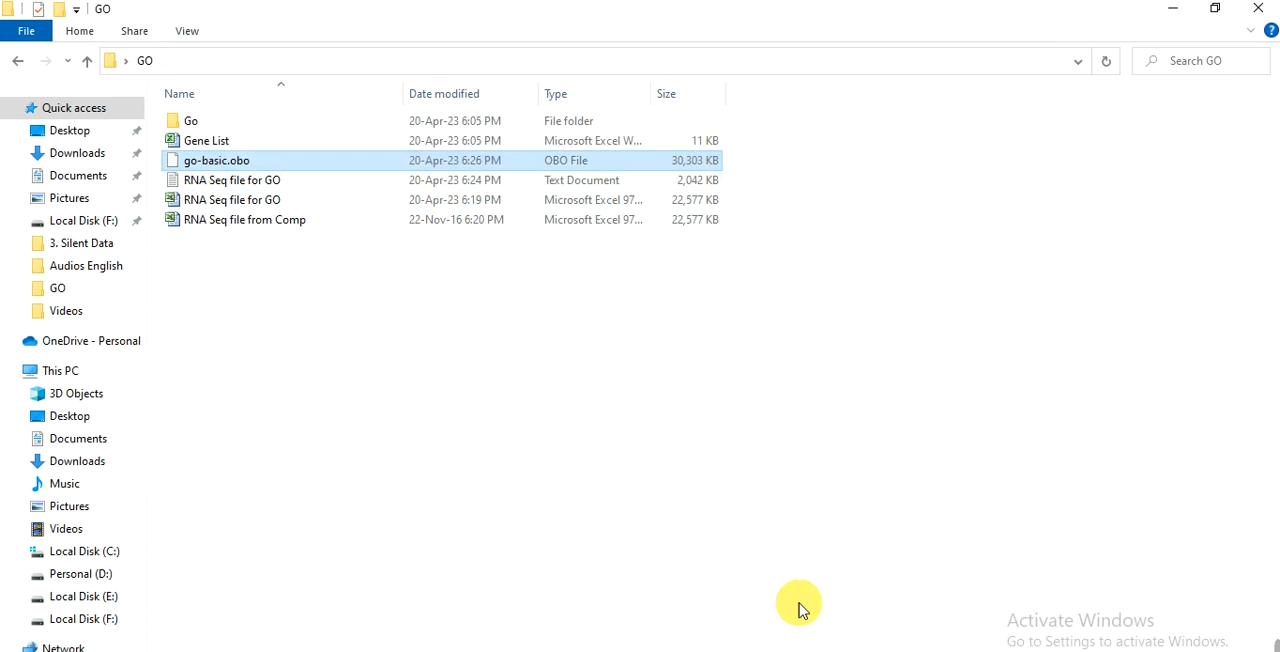 GO
File Home Share View
GO
Search GO
Name Date modified Type Size
Quick access
Desktop
Downloads
Documents
Pictures
Local Disk (F:)
3. Silent Data
Audios English
GO
Videos
OneDrive - Personal
This PC
3D Objects
Desktop
Documents
Downloads
Music
Pictures
Videos
Local Disk (C:)
Personal (D:)
Local Disk (E:)
Local Disk (F:)
Network
Go 20-Apr-23 6:05 PM File folder
Gene List 20-Apr-23 6:05 PM Microsoft Excel W... 11 KB
go-basic.obo 20-Apr-23 6:26 PM OBO File 30,303 KB
RNA Seq file for GO 20-Apr-23 6:24 PM Text Document 2,042 KB
RNA Seq file for GO 20-Apr-23 6:19 PM Microsoft Excel 97... 22,577 KB
RNA Seq file from Comp 22-Nov-16 6:20 PM Microsoft Excel 97... 22,577 KB
Activate Windows
Go to Settings to activate Windows.